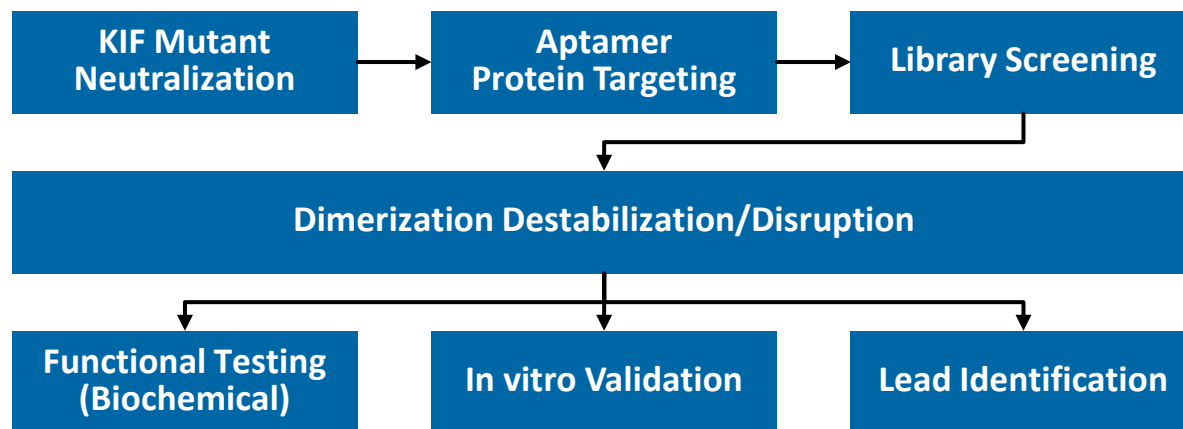 KIF Mutant
Neutralization
Aptamer
Protein Targeting
Library Screening
Dimerization Destabilization/Disruption
Functional Testing
(Biochemical)
In vitro Validation
Lead Identification